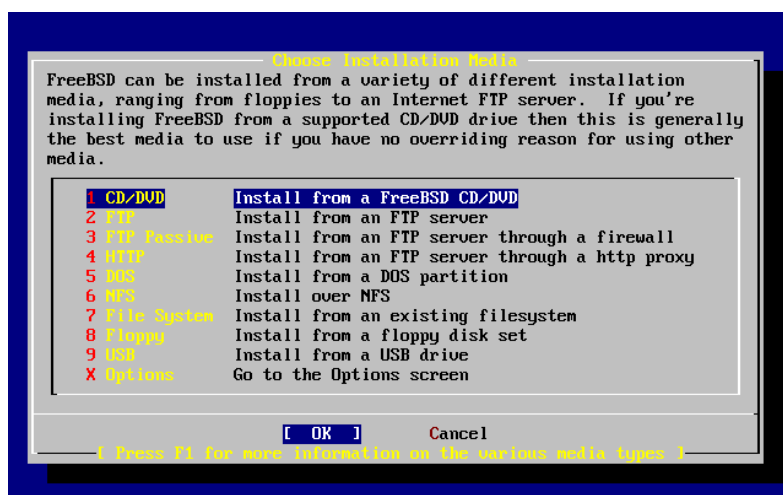 Choose Installation Media
FreeBSD can be installed from a variety of different installation
media, ranging from floppies to an Internet FTP server.  If you're
installing FreeBSD from a supported CD/DVD drive then this is generally
the best media to use if you have no overriding reason for using other
media.
1 CD/DVD Install from a FreeBSD CD/DVD
2 FTP Install from an FTP server
3 FTP Passive Install from an FTP server through a firewall
4 HTTP Install from an FTP server through a http proxy
5 DOS Install from a DOS partition
6 NFS Install over NFS
7 File System Install from an existing filesystem
8 Floppy Install from a floppy disk set
9 USB Install from a USB drive
X Options Go to the Options screen
[ OK ] Cancel
[ Press F1 for more information on the various media types ]